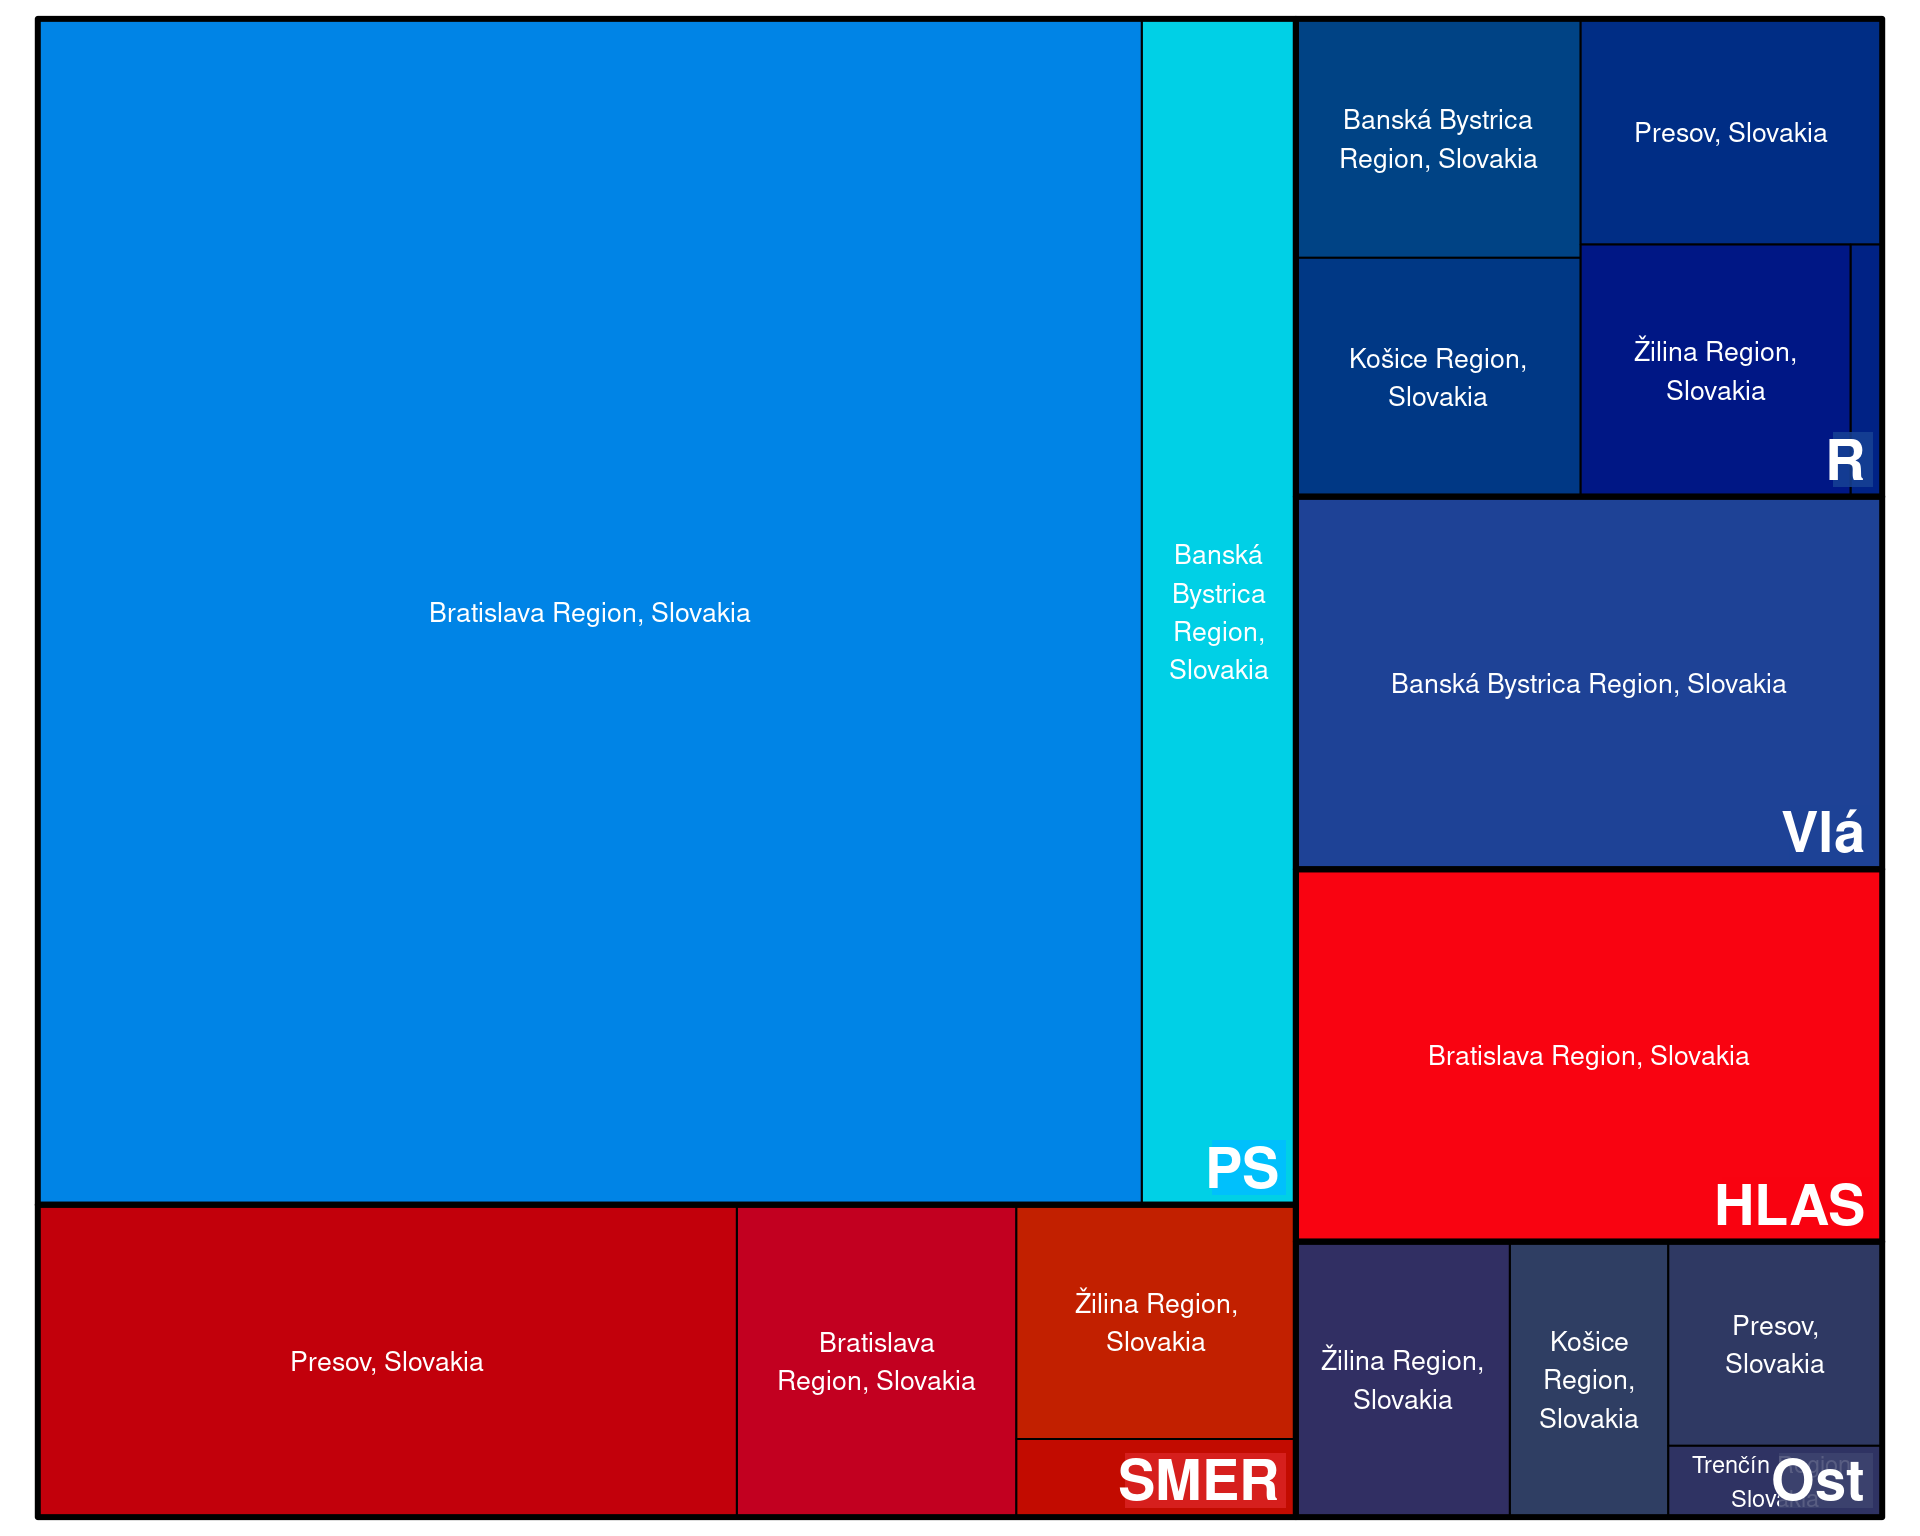 Bratislava Region, Slovakia
Banská
Bystrica
Region,
Slovakia
PS
Presov, Slovakia
Bratislava
Region, Slovakia
Žilina Region,
Slovakia
SMER
Banská Bystrica
Region, Slovakia
Presov, Slovakia
Košice Region,
Slovakia
Žilina Region,
Slovakia
R
Banská Bystrica Region, Slovakia
Vlá
Bratislava Region, Slovakia
HLAS
Žilina Region,
Slovakia
Košice
Region,
Slovakia
Presov,
Slovakia
Trenčín Region,
Slovakia
Ost